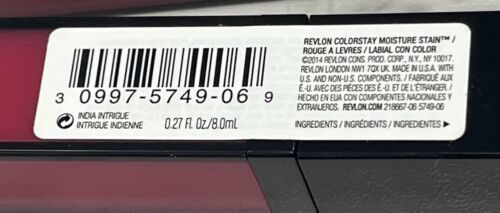 REVLON COLORSTAY MOISTURE STAIN™ /
ROUGE A LEVRES / LABIAL CON COLOR
©2014 REVLON CONS. PROD. CORP., N.Y., NY 10017.
REVLON LONDON NW1 7QX UK. MADE IN U.S.A. WITH
U.S. AND NON-U.S. COMPONENTS. / FABRIQUÉ AUX
É.-U. AVEC DES PIÈCES DES É.-U. ET D'AILLEURS.
/ HECHO EN EUA CON COMPONENTES NACIONALES Y
EXTRANJEROS. REVLON.COM 218667-06 5749-06
INGREDIENTS / INGRÉDIENTS / INGREDIENTES
3 0997-5749-06 9
INDIA INTRIGUE
INTRIGUE INDIENNE
0.27 Fl. Oz/8.0mL